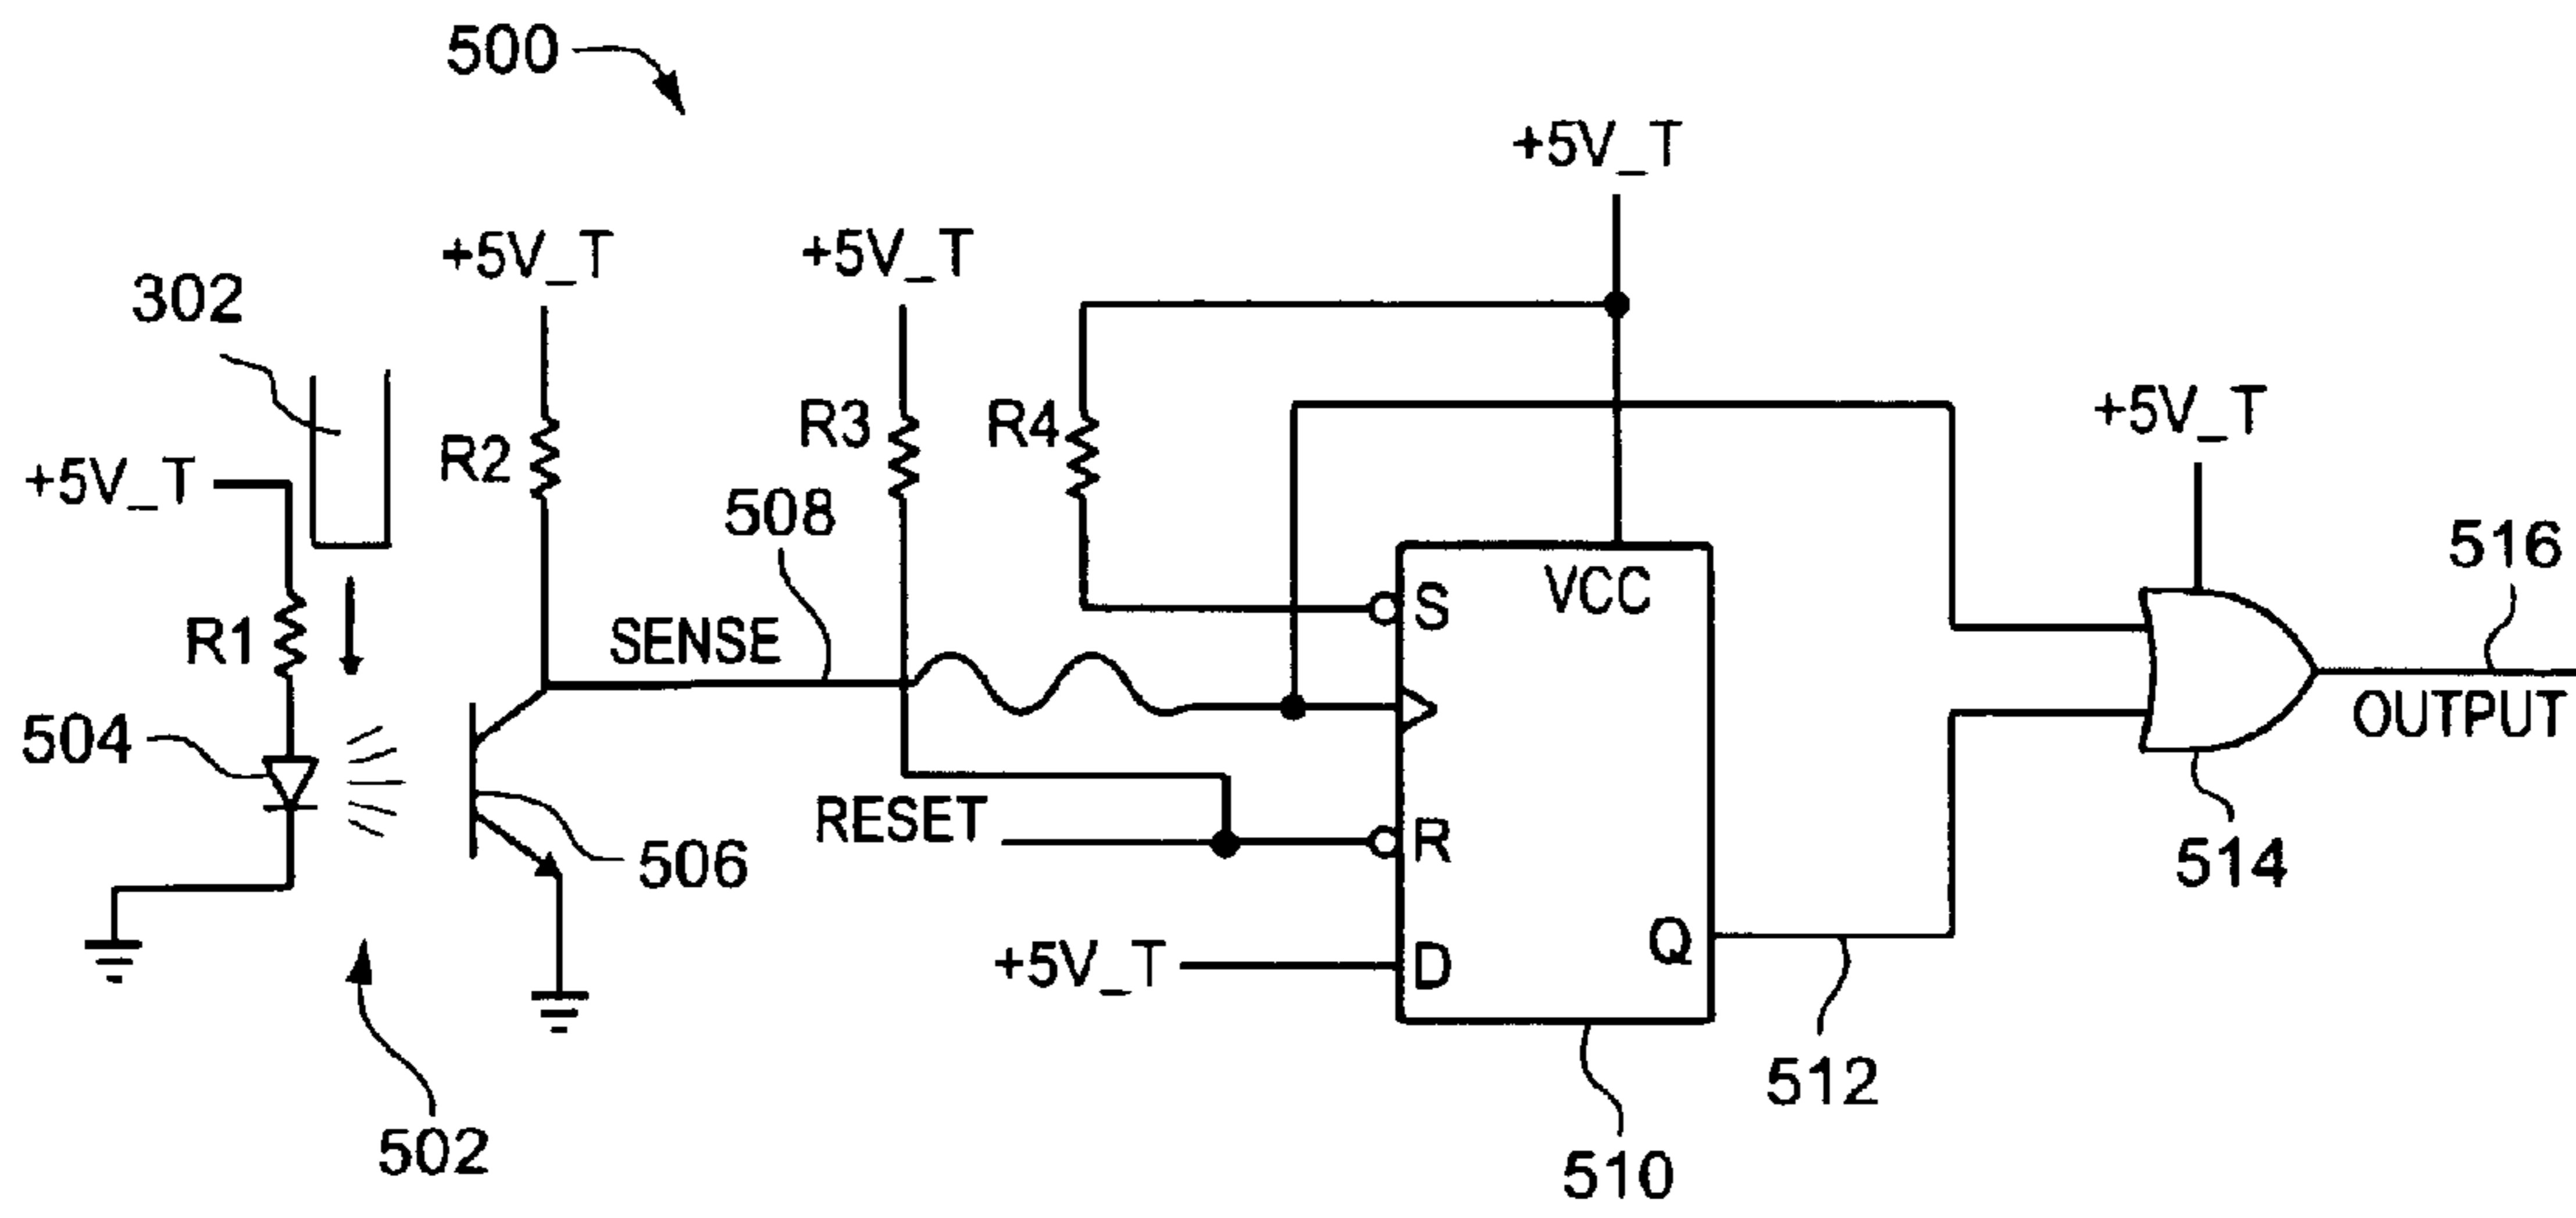 500
+5V_T
+5V_T
+5V_T
302
+5V_T
R2
R3
R4
+5V_T
508
516
R1
SENSE
S
VCC
OUTPUT
504
RESET
R
506
514
+5V_T
D
Q
512
502
510